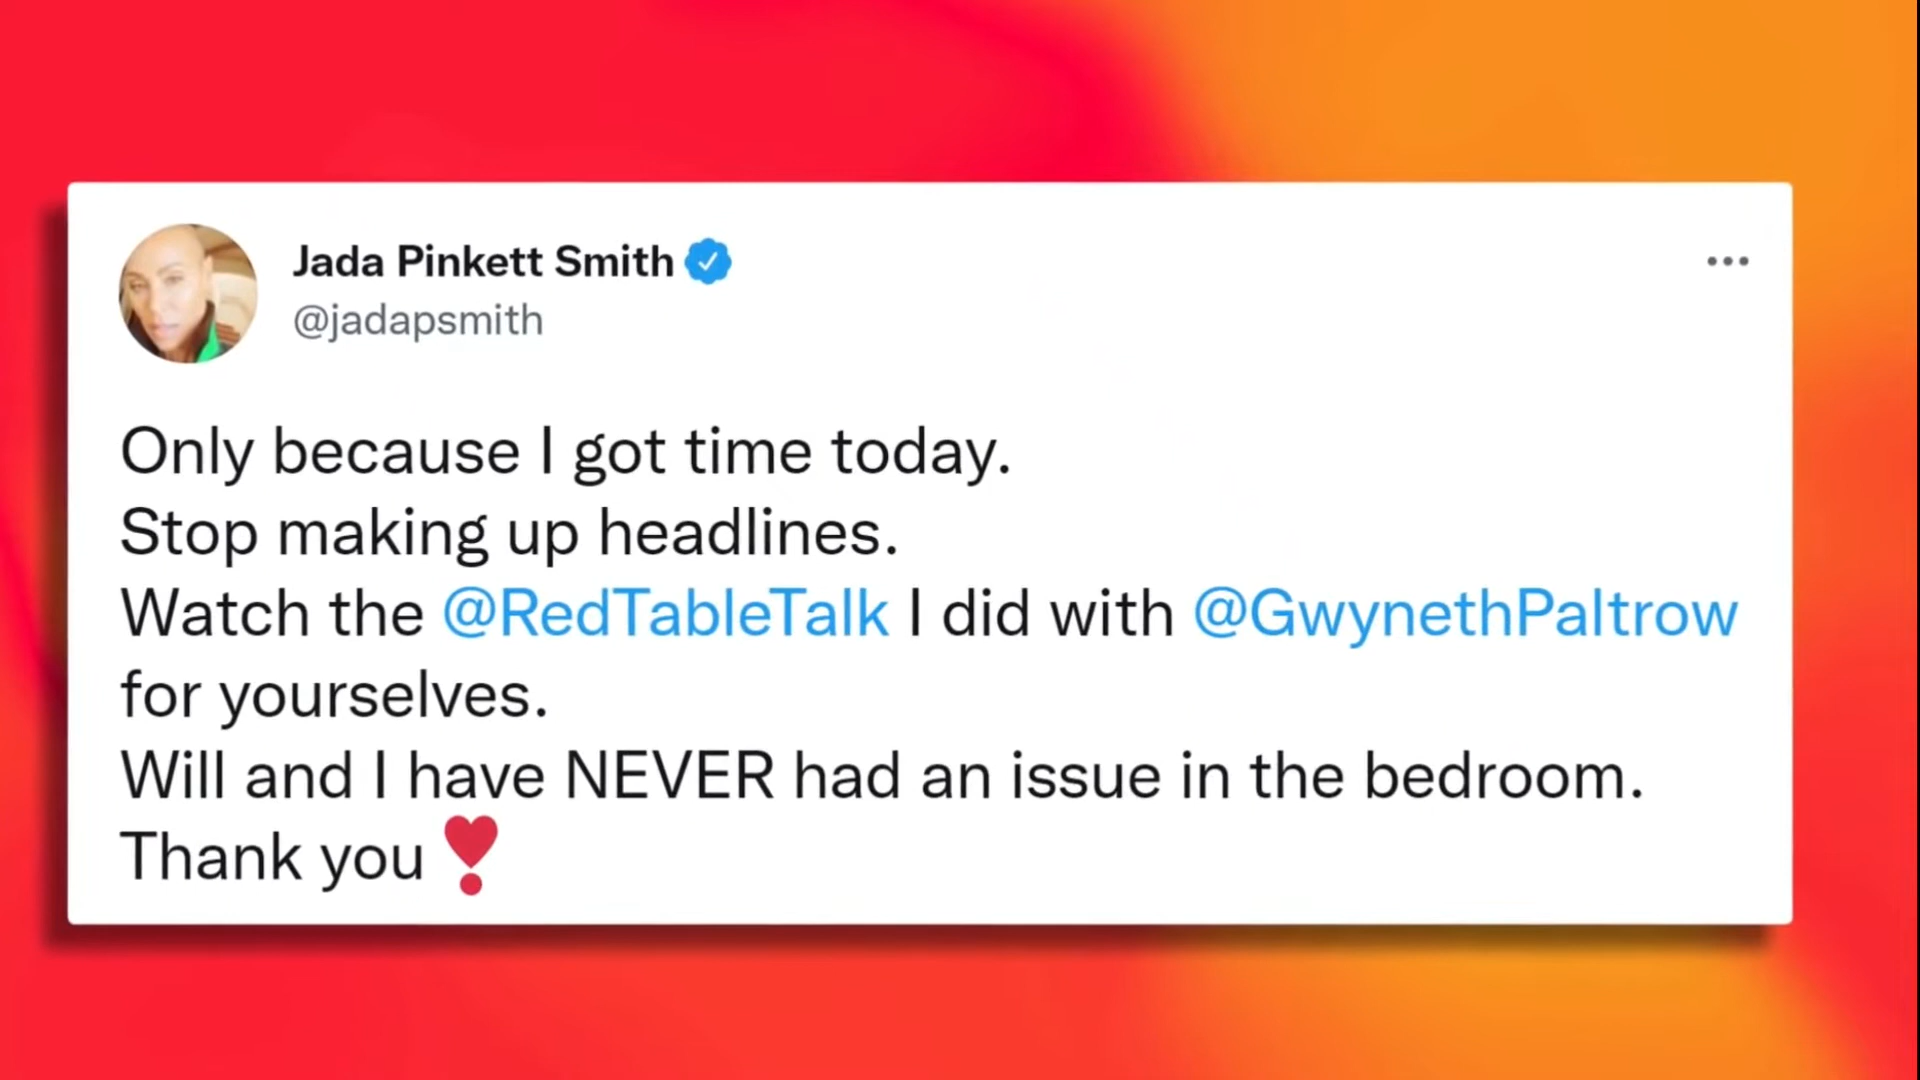 Jada Pinkett Smith
@jadapsmith
Only because I got time today.
Stop making up headlines.
Watch the @RedTableTalk I did with @GwynethPaltrow
for yourselves.
Will and I have NEVER had an issue in the bedroom.
Thank you ❣